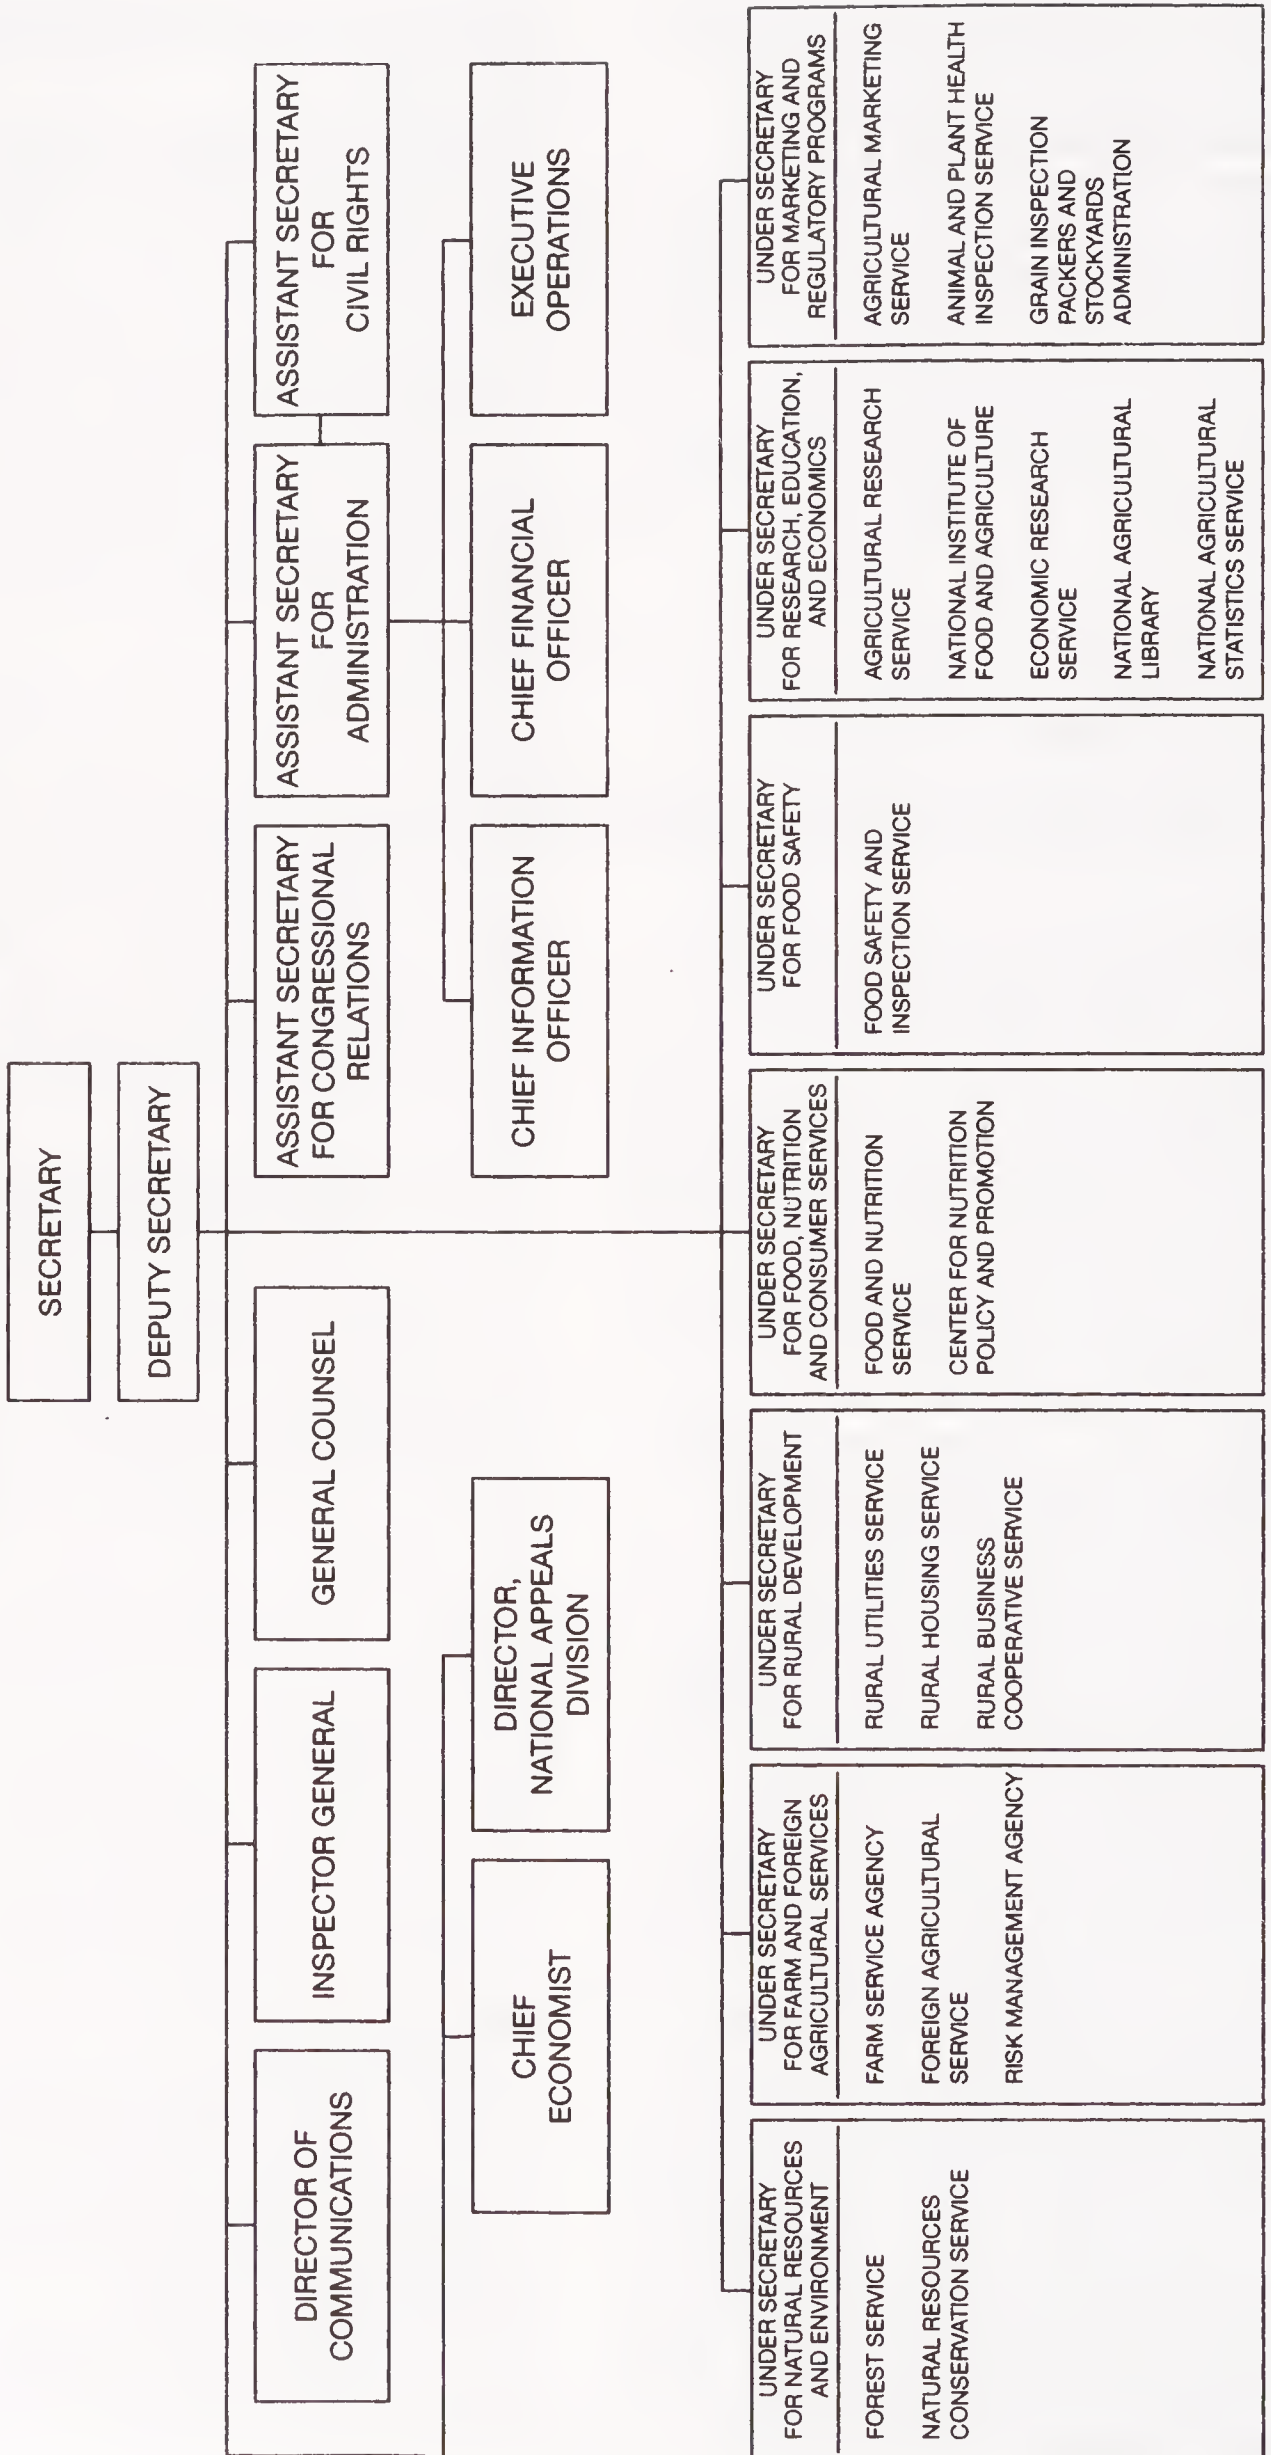 SECRETARY
DEPUTY SECRETARY
DIRECTOR OF
COMMUNICATIONS
INSPECTOR GENERAL
GENERAL COUNSEL
ASSISTANT SECRETARY
FOR CONGRESSIONAL
RELATIONS
ASSISTANT SECRETARY
FOR
ADMINISTRATION
ASSISTANT SECRETARY
FOR
CIVIL RIGHTS
CHIEF
ECONOMIST
DIRECTOR,
NATIONAL APPEALS
DIVISION
CHIEF INFORMATION
OFFICER
CHIEF FINANCIAL
OFFICER
EXECUTIVE
OPERATIONS
UNDER SECRETARY
FOR NATURAL RESOURCES
AND ENVIRONMENT
FOREST SERVICE
NATURAL RESOURCES
CONSERVATION SERVICE
UNDER SECRETARY
FOR FARM AND FOREIGN
AGRICULTURAL SERVICES
FARM SERVICE AGENCY
FOREIGN AGRICULTURAL
SERVICE
RISK MANAGEMENT AGENCY
UNDER SECRETARY
FOR RURAL DEVELOPMENT
RURAL UTILITIES SERVICE
RURAL HOUSING SERVICE
RURAL BUSINESS
COOPERATIVE SERVICE
UNDER SECRETARY
FOR FOOD, NUTRITION
AND CONSUMER SERVICES
FOOD AND NUTRITION
SERVICE
CENTER FOR NUTRITION
POLICY AND PROMOTION
UNDER SECRETARY
FOR FOOD SAFETY
FOOD SAFETY AND
INSPECTION SERVICE
UNDER SECRETARY
FOR RESEARCH, EDUCATION,
AND ECONOMICS
AGRICULTURAL RESEARCH
SERVICE
NATIONAL INSTITUTE OF
FOOD AND AGRICULTURE
ECONOMIC RESEARCH
SERVICE
NATIONAL AGRICULTURAL
LIBRARY
NATIONAL AGRICULTURAL
STATISTICS SERVICE
UNDER SECRETARY
FOR MARKETING AND
REGULATORY PROGRAMS
AGRICULTURAL MARKETING
SERVICE
ANIMAL AND PLANT HEALTH
INSPECTION SERVICE
GRAIN INSPECTION
PACKERS AND
STOCKYARDS
ADMINISTRATION